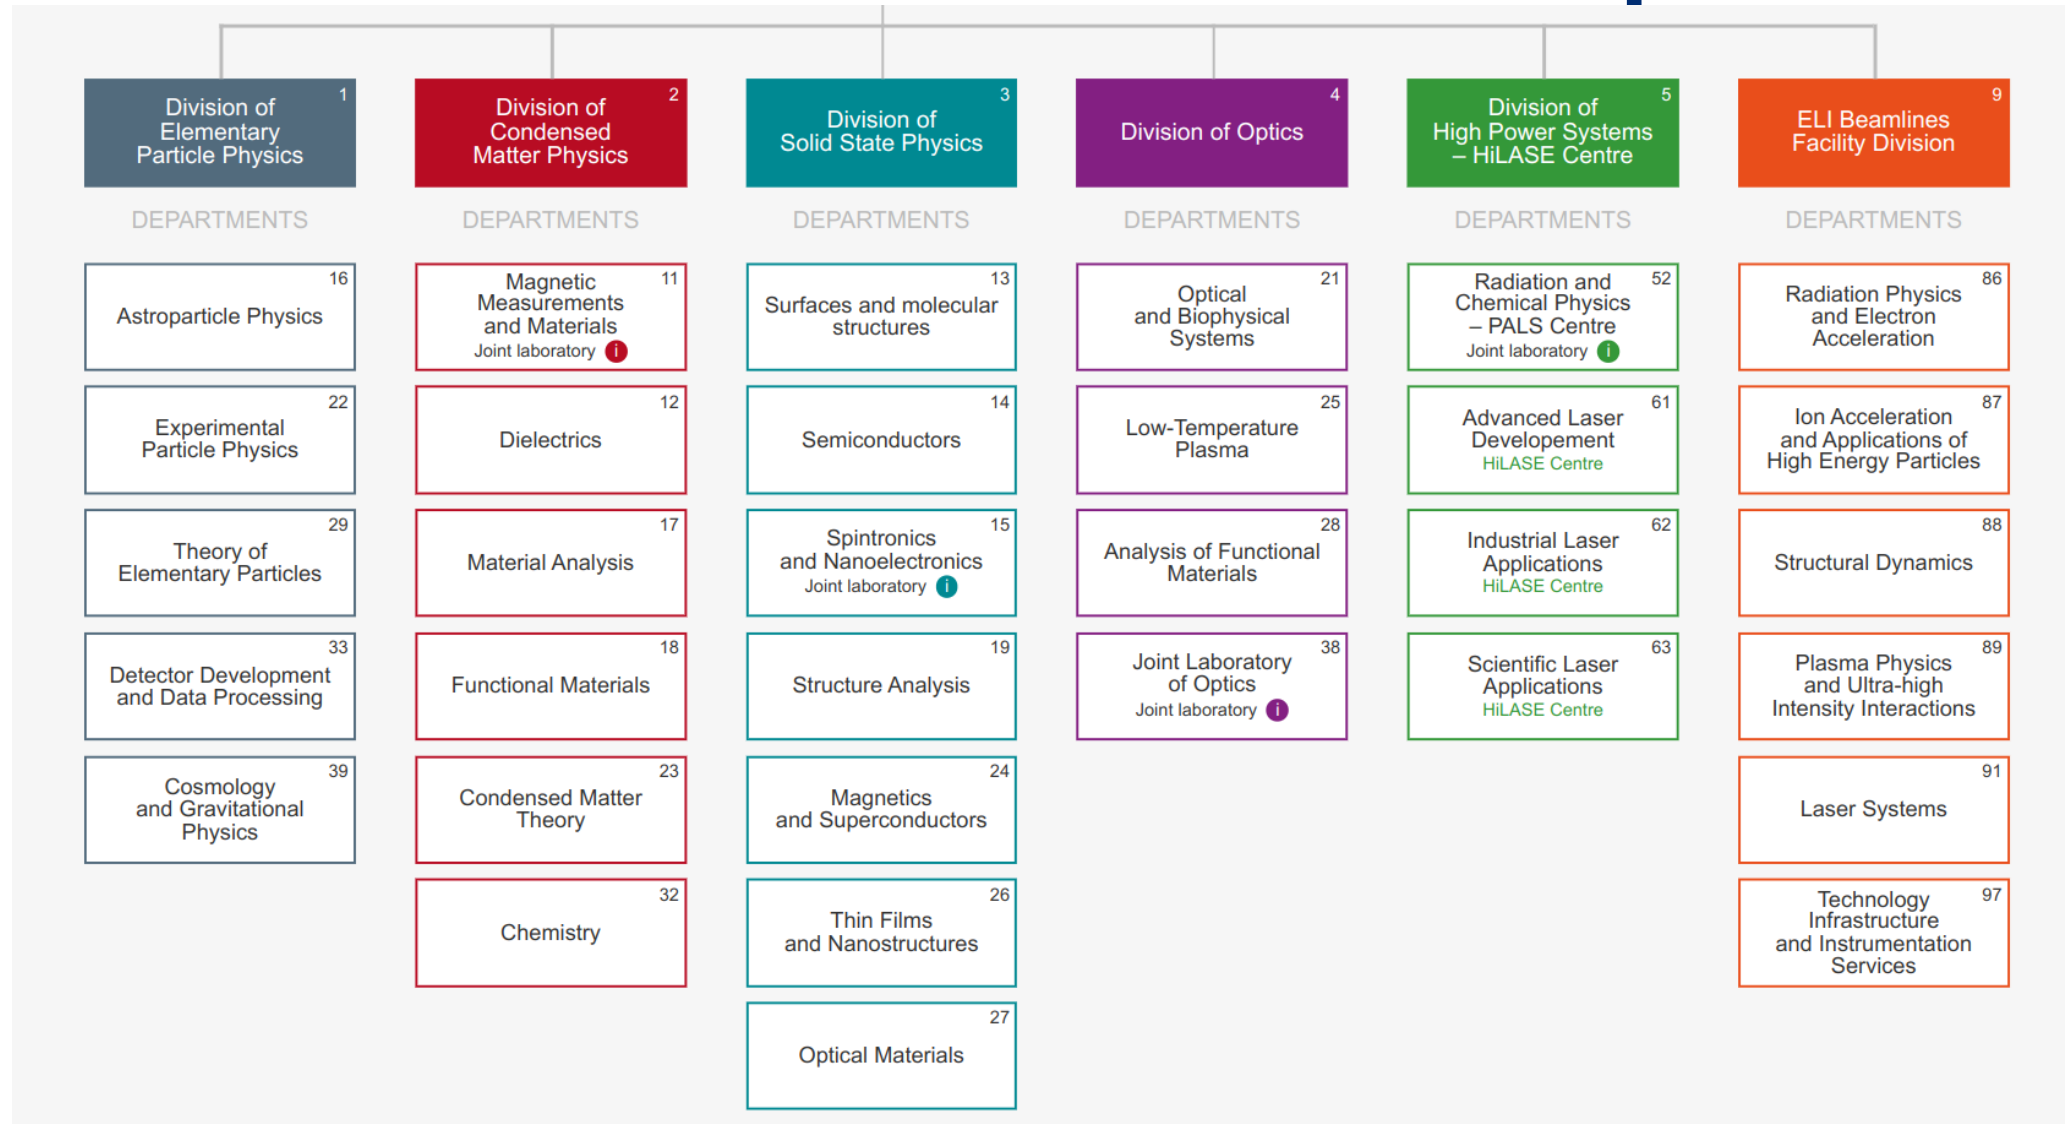 1
Division of
Elementary
Particle Physics
DEPARTMENTS
16
Astroparticle Physics
22
Experimental
Particle Physics
29
Theory of
Elementary Particles
33
Detector Development
and Data Processing
39
Cosmology
and Gravitational
Physics
2
Division of
Condensed
Matter Physics
DEPARTMENTS
11
Magnetic
Measurements
and Materials
Joint laboratory i
12
Dielectrics
17
Material Analysis
18
Functional Materials
23
Condensed Matter
Theory
32
Chemistry
3
Division of
Solid State Physics
DEPARTMENTS
13
Surfaces and molecular
structures
14
Semiconductors
15
Spintronics
and Nanoelectronics
Joint laboratory i
19
Structure Analysis
24
Magnetics
and Superconductors
26
Thin Films
and Nanostructures
27
Optical Materials
4
Division of Optics
DEPARTMENTS
21
Optical
and Biophysical
Systems
25
Low-Temperature
Plasma
28
Analysis of Functional
Materials
38
Joint Laboratory
of Optics
Joint laboratory i
5
Division of
High Power Systems
– HiLASE Centre
DEPARTMENTS
52
Radiation and
Chemical Physics
– PALS Centre
Joint laboratory i
61
Advanced Laser
Developement
HiLASE Centre
62
Industrial Laser
Applications
HiLASE Centre
63
Scientific Laser
Applications
HiLASE Centre
9
ELI Beamlines
Facility Division
DEPARTMENTS
86
Radiation Physics
and Electron
Acceleration
87
Ion Acceleration
and Applications of
High Energy Particles
88
Structural Dynamics
89
Plasma Physics
and Ultra-high
Intensity Interactions
91
Laser Systems
97
Technology
Infrastructure
and Instrumentation
Services